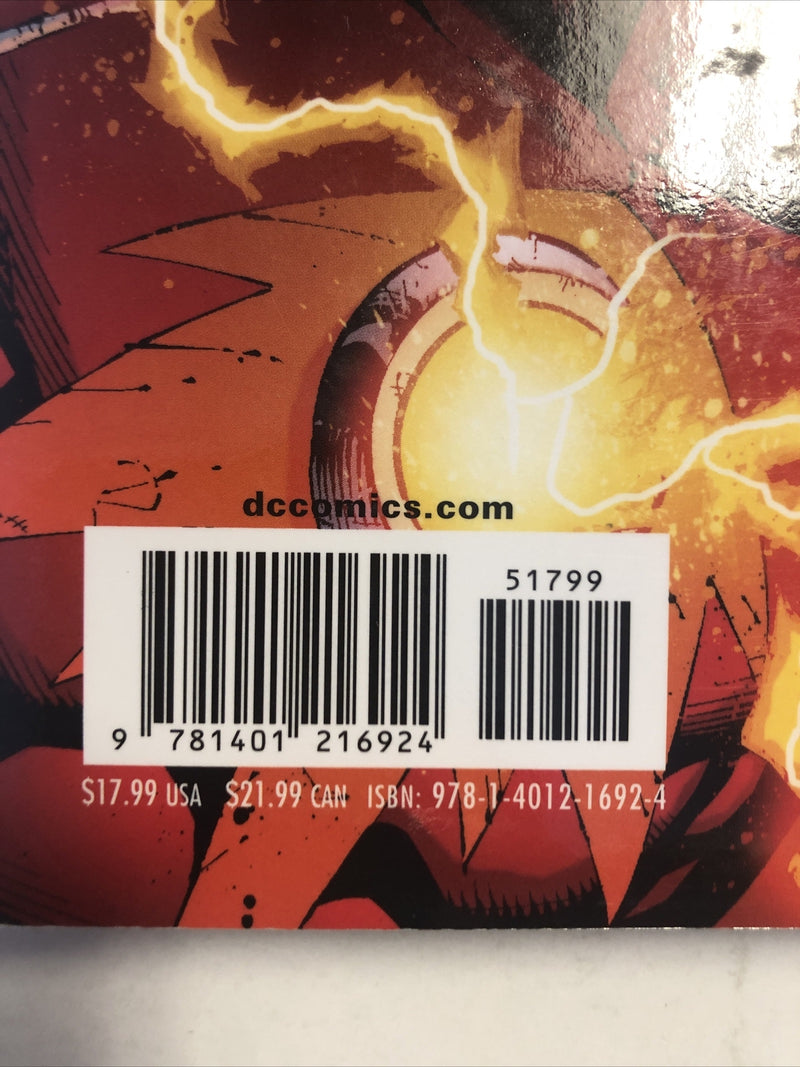 dccomics.com
51799
9 781401 216924
$17.99 USA $21.99 CAN ISBN: 978-1-4012-1692-4